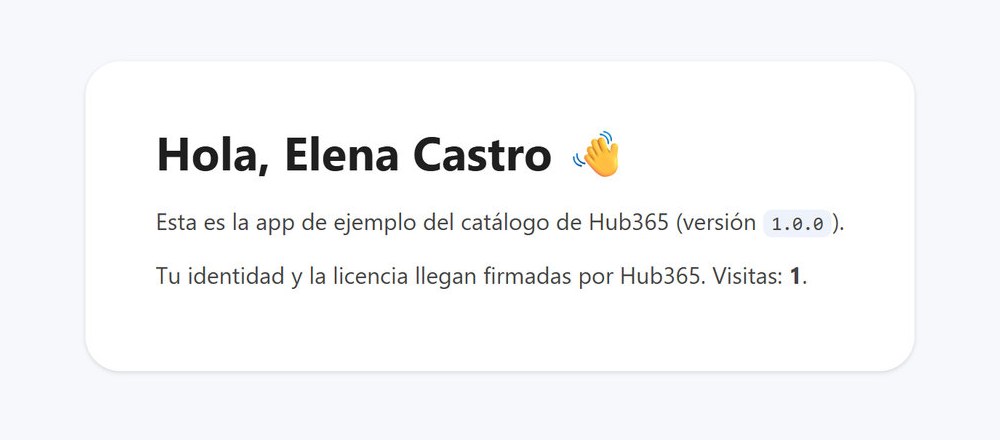 Hola, Elena Castro 👋
Esta es la app de ejemplo del catálogo de Hub365 (versión 1.0.0).
Tu identidad y la licencia llegan firmadas por Hub365. Visitas: 1.